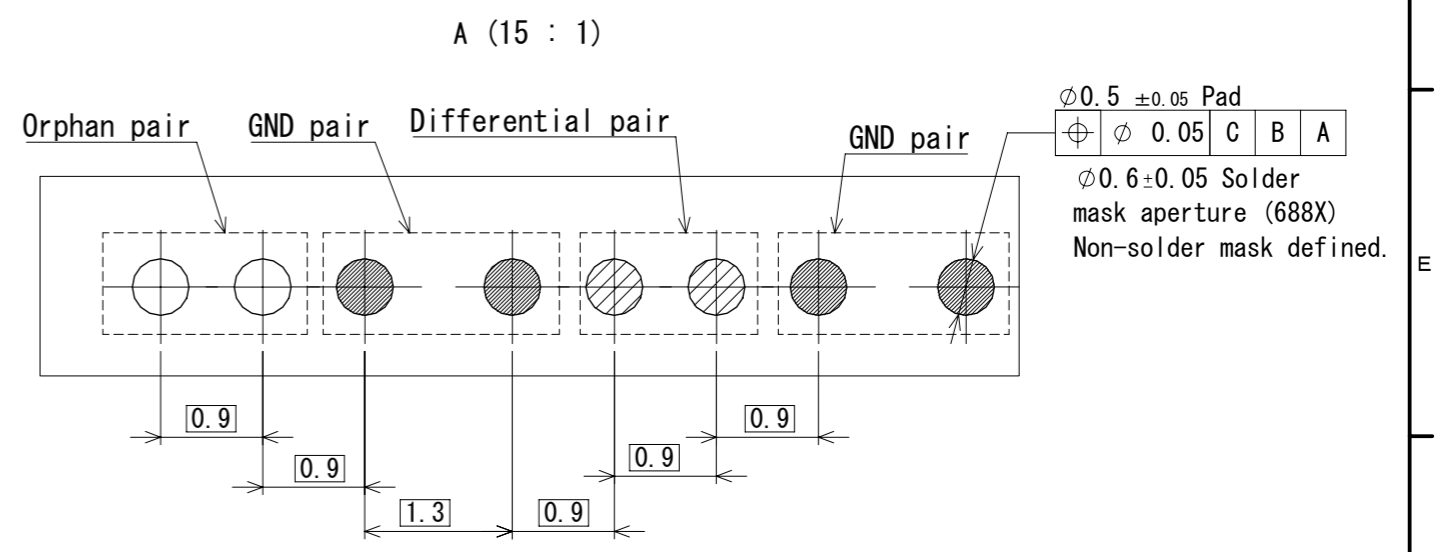 A (15 : 1)
Orphan pair
GND pair
Differential pair
GND pair
∅0.5 ±0.05 Pad
⌖ ∅ 0.05 C B A
∅0.6±0.05 Solder
mask aperture (688X)
Non-solder mask defined.
E
0.9
0.9
0.9
0.9
1.3
0.9